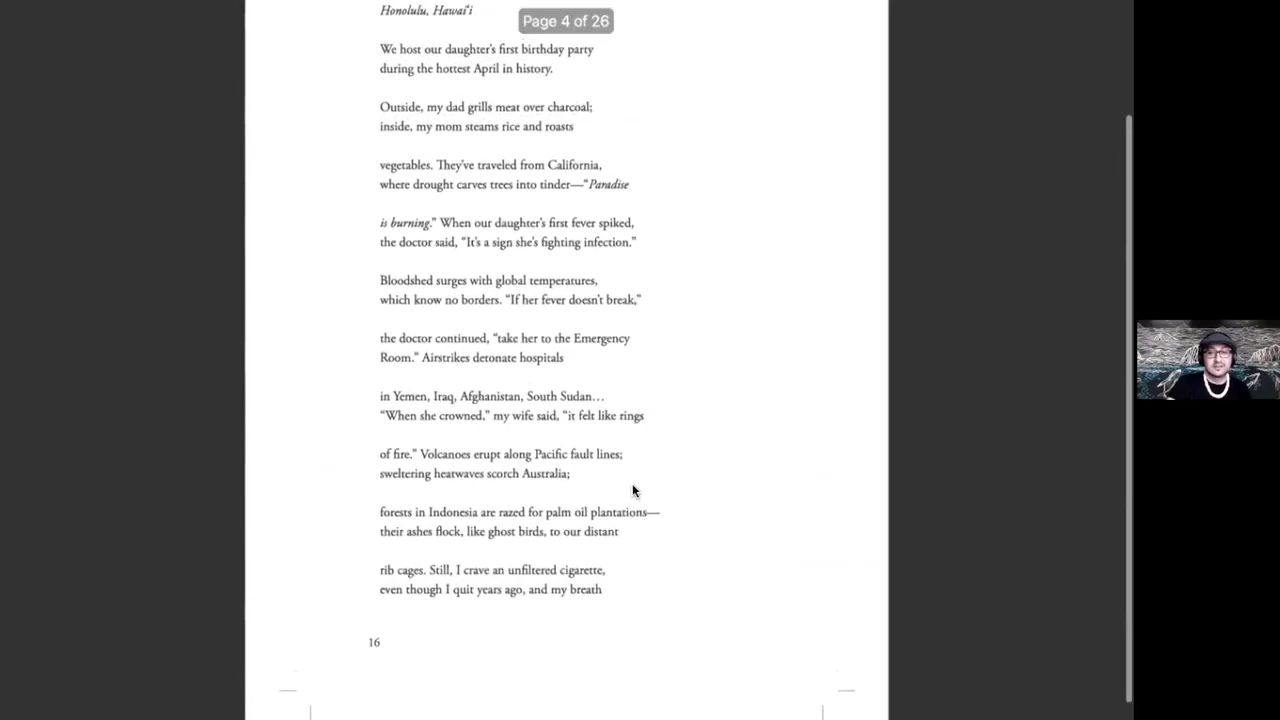 Honolulu, Hawaiʻi
Page 4 of 26
We host our daughter's first birthday party
during the hottest April in history.
Outside, my dad grills meat over charcoal;
inside, my mom steams rice and roasts
vegetables. They've traveled from California,
where drought carves trees into tinder—“Paradise
is burning.” When our daughter's first fever spiked,
the doctor said, “It's a sign she's fighting infection.”
Bloodshed surges with global temperatures,
which know no borders. “If her fever doesn't break,”
the doctor continued, “take her to the Emergency
Room.” Airstrikes detonate hospitals
in Yemen, Iraq, Afghanistan, South Sudan…
“When she crowned,” my wife said, “it felt like rings
of fire.” Volcanoes erupt along Pacific fault lines;
sweltering heatwaves scorch Australia;
forests in Indonesia are razed for palm oil plantations—
their ashes flock, like ghost birds, to our distant
rib cages. Still, I crave an unfiltered cigarette,
even though I quit years ago, and my breath
16